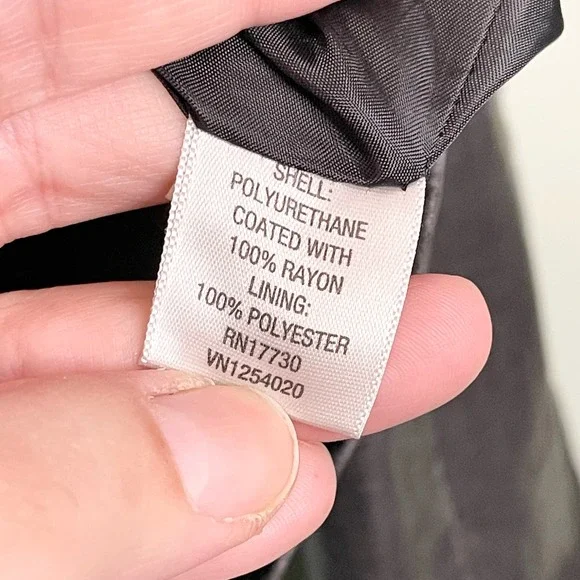 SHELL:
POLYURETHANE
COATED WITH
100% RAYON
LINING:
100% POLYESTER
RN17730
VN1254020